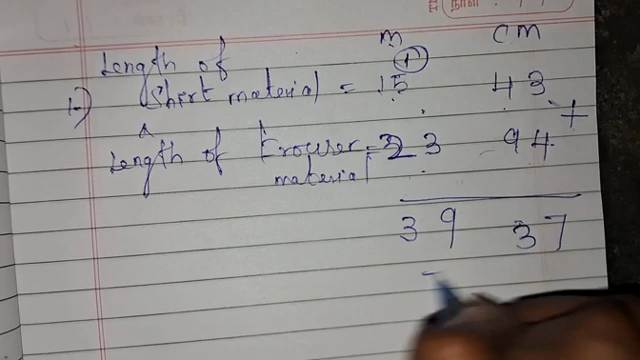 m cm
Length of
1-) shirt material = 15 43
+
Length of trouser = 23 94
material
39 37